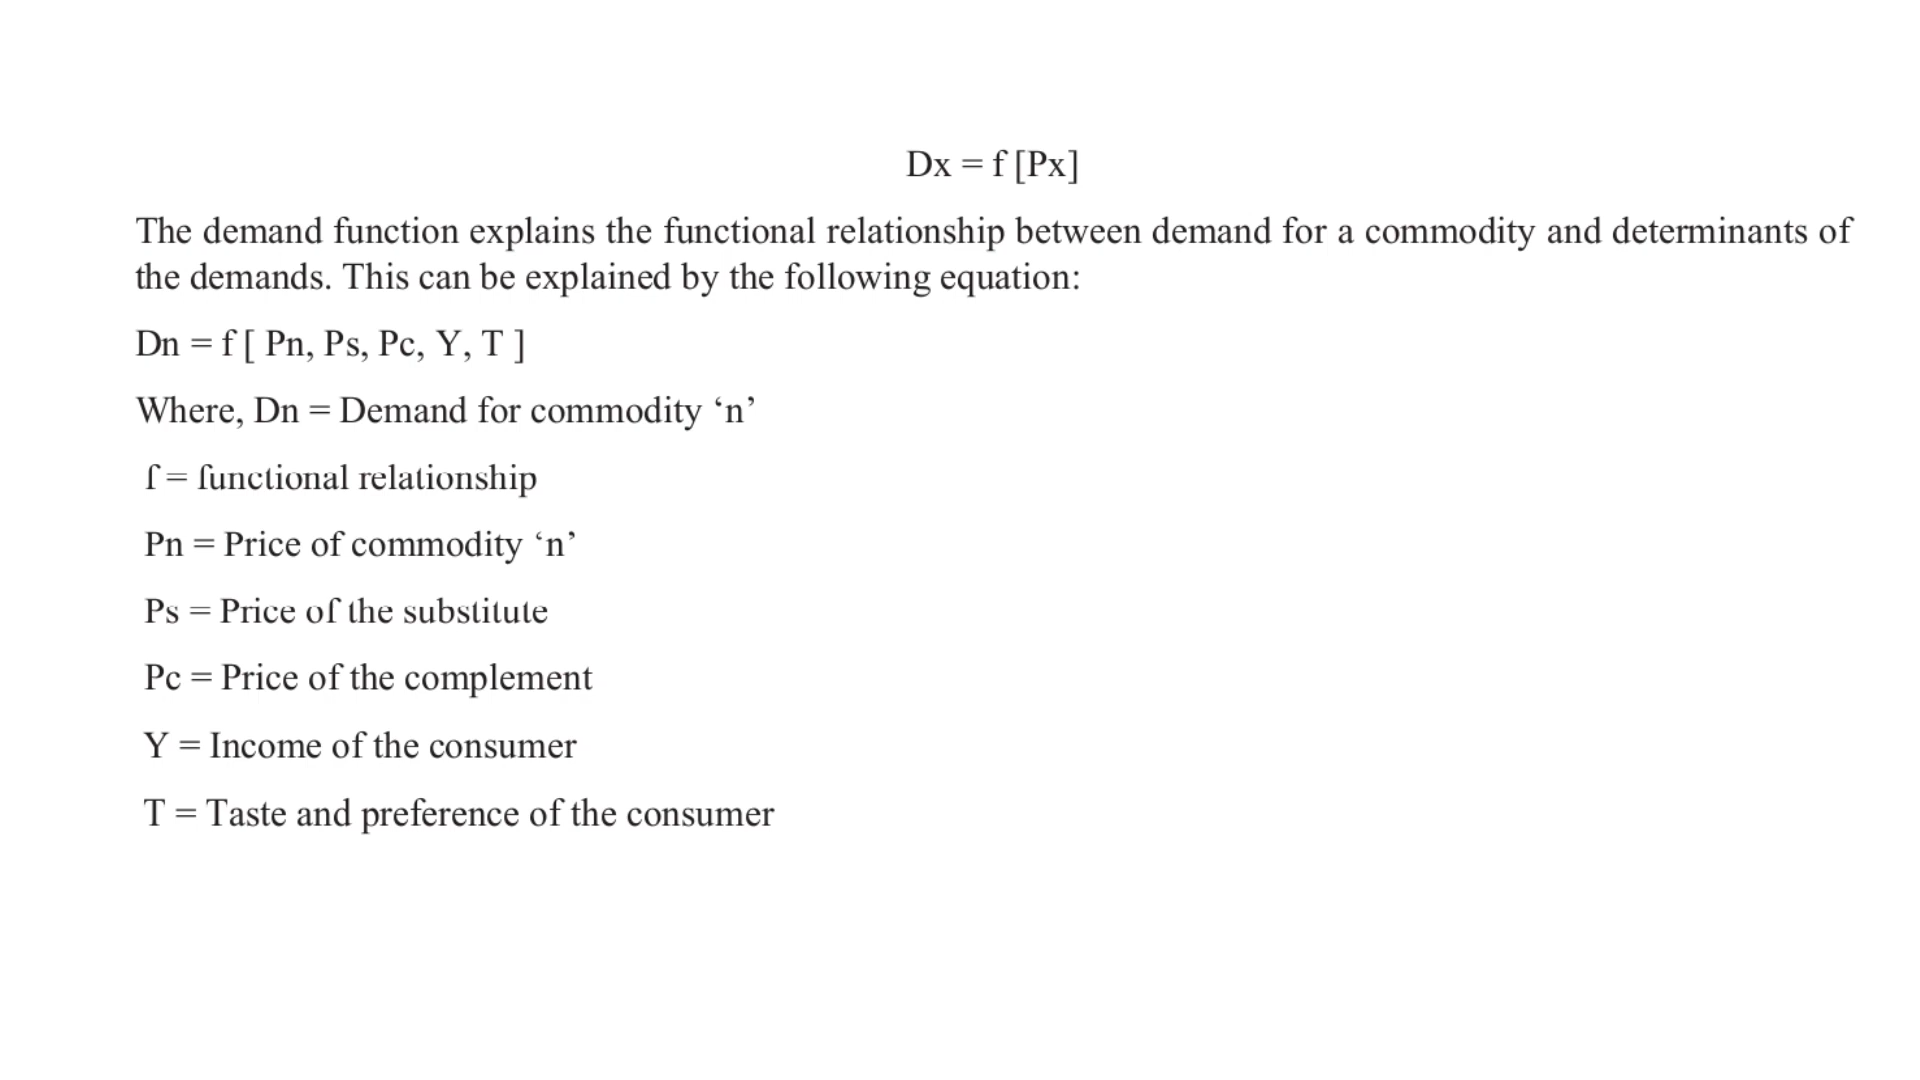 Dx = f [Px]
The demand function explains the functional relationship between demand for a commodity and determinants of
the demands. This can be explained by the following equation:
Dn = f [ Pn, Ps, Pc, Y, T ]
Where, Dn = Demand for commodity ‘n’
f = functional relationship
Pn = Price of commodity ‘n’
Ps = Price of the substitute
Pc = Price of the complement
Y = Income of the consumer
T = Taste and preference of the consumer